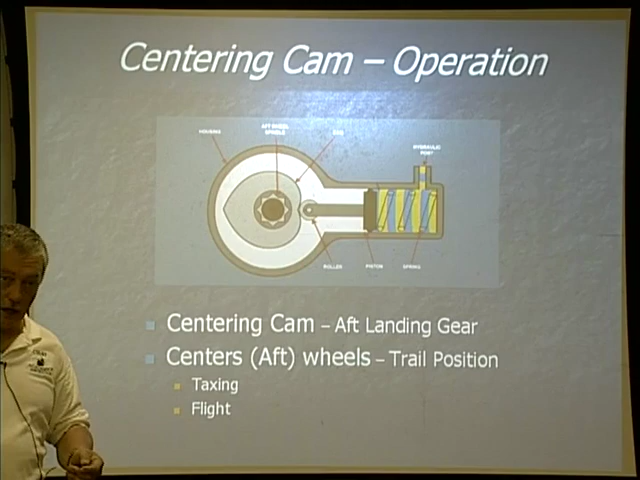 Centering Cam – Operation
HOUSING
AFT WHEEL
SPINDLE
CAM
HYDRAULIC
PORT
ROLLER
PISTON
SPRING
Centering Cam – Aft Landing Gear
Centers (Aft) wheels – Trail Position
Taxing
Flight